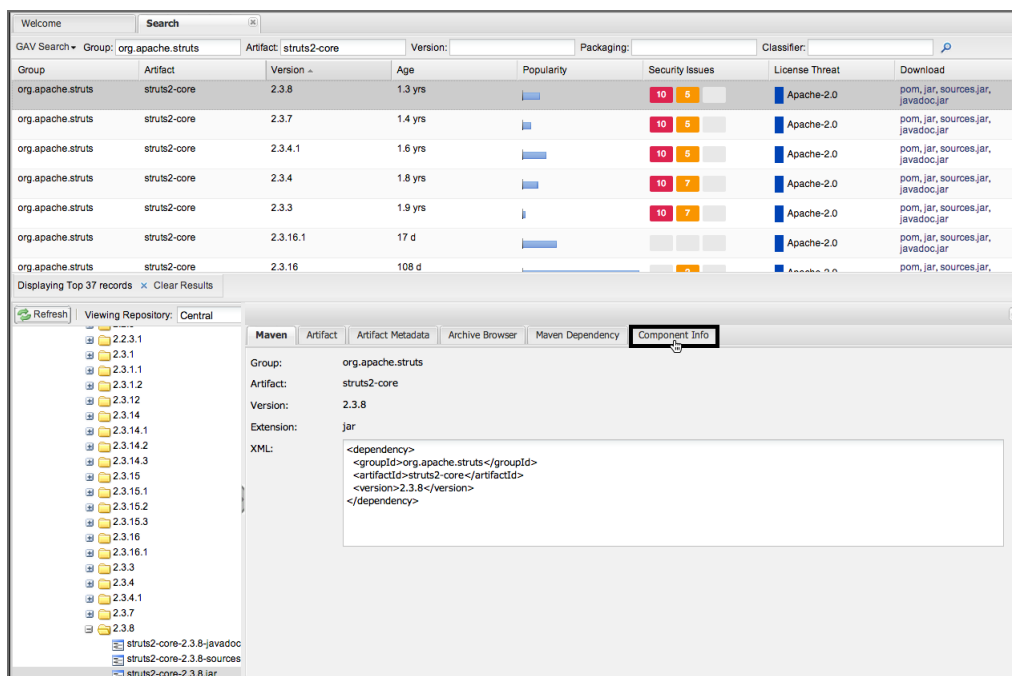 Welcome Search
GAV Search Group: org.apache.struts Artifact: struts2-core Version: Packaging: Classifier:
Group Artifact Version Age Popularity Security Issues License Threat Download
org.apache.struts struts2-core 2.3.8 1.3 yrs 10 5 Apache-2.0 pom, jar, sources.jar,
javadoc.jar
org.apache.struts struts2-core 2.3.7 1.4 yrs 10 5 Apache-2.0 pom, jar, sources.jar,
javadoc.jar
org.apache.struts struts2-core 2.3.4.1 1.6 yrs 10 5 Apache-2.0 pom, jar, sources.jar,
javadoc.jar
org.apache.struts struts2-core 2.3.4 1.8 yrs 10 7 Apache-2.0 pom, jar, sources.jar,
javadoc.jar
org.apache.struts struts2-core 2.3.3 1.9 yrs 10 7 Apache-2.0 pom, jar, sources.jar,
javadoc.jar
org.apache.struts struts2-core 2.3.16.1 17 d Apache-2.0 pom, jar, sources.jar,
javadoc.jar
org.apache.struts struts2-core 2.3.16 108 d Apache-2.0 pom, jar, sources.jar,
Displaying Top 37 records Clear Results
Refresh Viewing Repository: Central
2.2.3.1
2.3.1
2.3.1.1
2.3.1.2
2.3.12
2.3.14
2.3.14.1
2.3.14.2
2.3.14.3
2.3.15
2.3.15.1
2.3.15.2
2.3.15.3
2.3.16
2.3.16.1
2.3.3
2.3.4
2.3.4.1
2.3.7
2.3.8
struts2-core-2.3.8-javadoc
struts2-core-2.3.8-sources
struts2-core-2.3.8.jar
Maven Artifact Artifact Metadata Archive Browser Maven Dependency Component Info
Group: org.apache.struts
Artifact: struts2-core
Version: 2.3.8
Extension: jar
XML: <dependency>
<groupId>org.apache.struts</groupId>
<artifactId>struts2-core</artifactId>
<version>2.3.8</version>
</dependency>